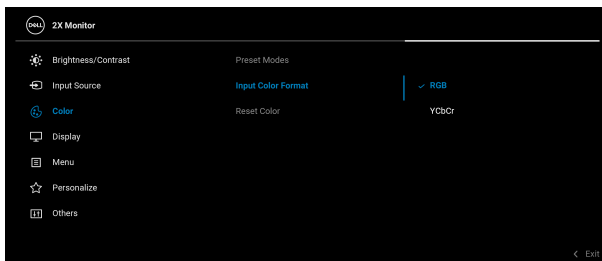 DELL 2X Monitor
Brightness/Contrast Preset Modes
Input Source Input Color Format RGB
Color Reset Color YCbCr
Display
Menu
Personalize
Others
Exit